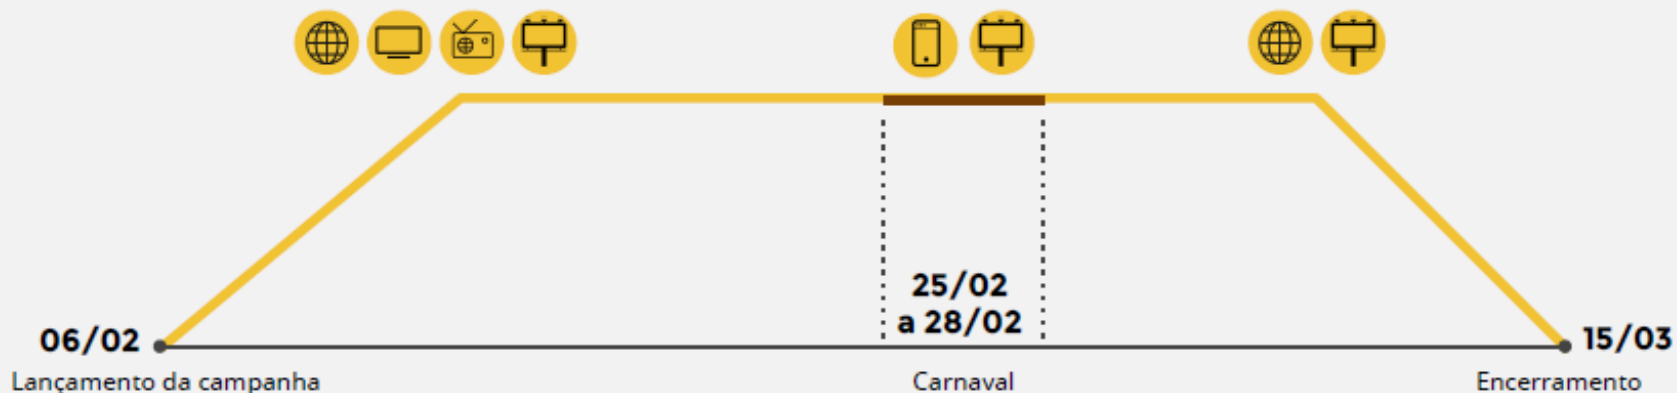 06/02
Lançamento da campanha
25/02
a 28/02
Carnaval
15/03
Encerramento